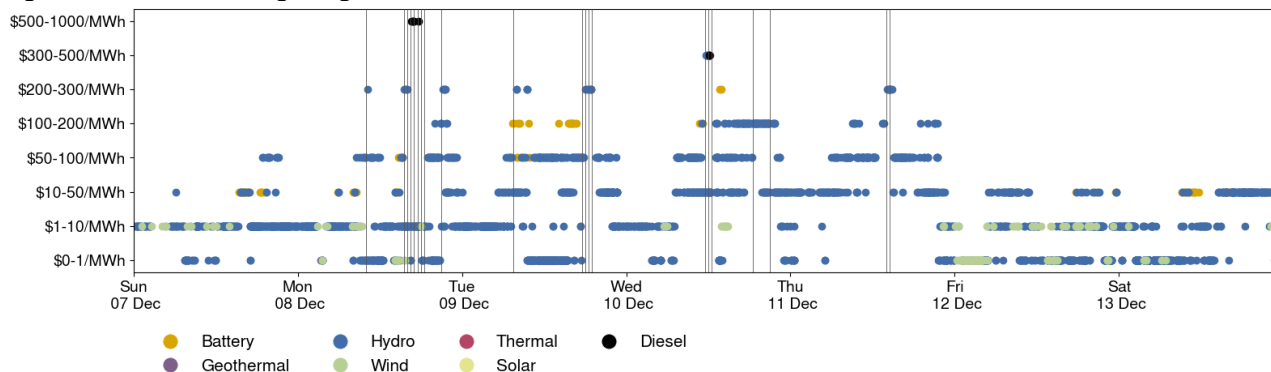 $500-1000/MWh
$300-500/MWh
$200-300/MWh
$100-200/MWh
$50-100/MWh
$10-50/MWh
$1-10/MWh
$0-1/MWh
Sun Mon Tue Wed Thu Fri Sat
07 Dec 08 Dec 09 Dec 10 Dec 11 Dec 12 Dec 13 Dec
Battery Hydro Thermal Diesel
Geothermal Wind Solar